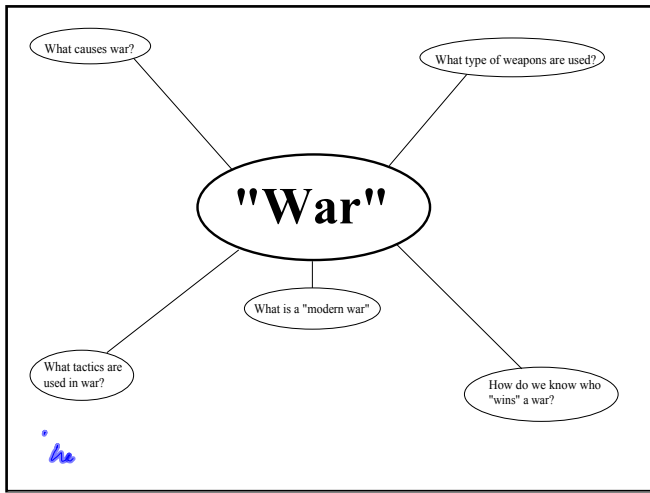 What causes war?
What type of weapons are used?
"War"
What is a "modern war"
What tactics are
used in war?
How do we know who
"wins" a war?
he